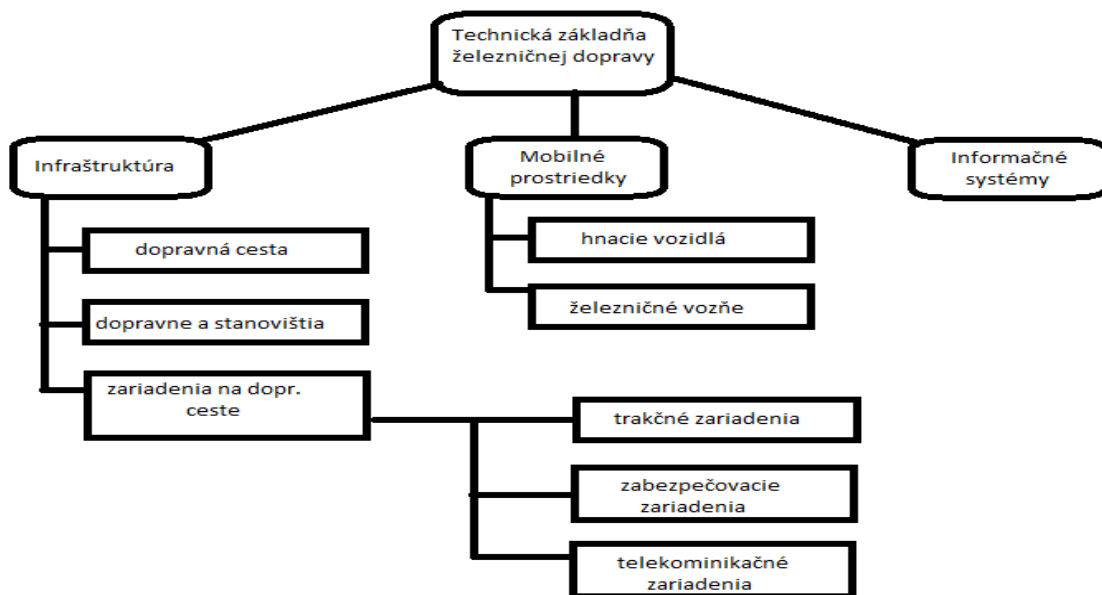 Technická základňa
železničnej dopravy
Infraštruktúra
Mobilné
prostriedky
Informačné
systémy
dopravná cesta
hnacie vozidlá
dopravne a stanovištia
železničné vozňe
zariadenia na dopr.
ceste
trakčné zariadenia
zabezpečovacie
zariadenia
telekominikačné
zariadenia